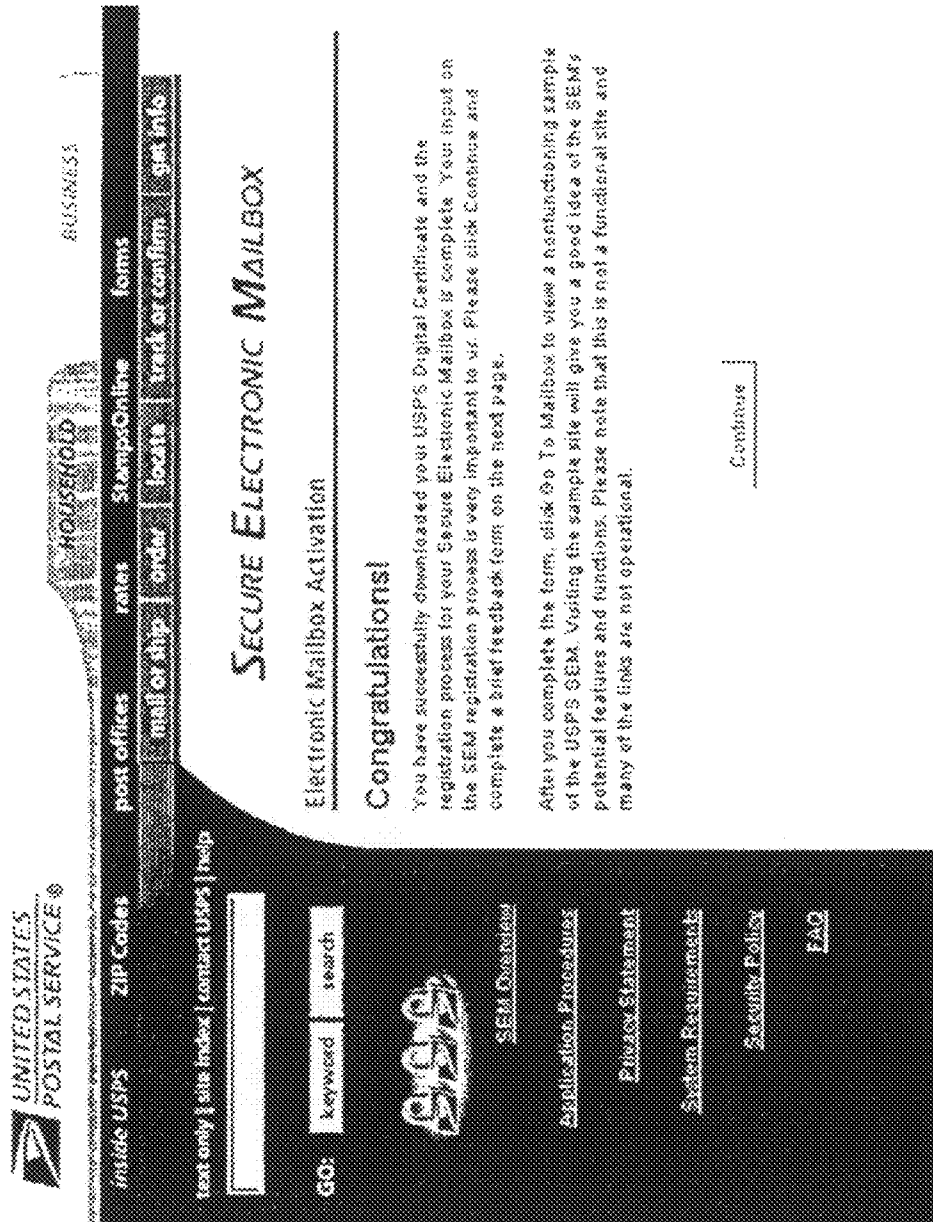 UNITED STATES
POSTAL SERVICE ®
HOUSEHOLD
BUSINESS
inside USPS ZIP Codes post offices rates StampsOnline forms
mail or ship order locate track or confirm get info
text only | site index | contact USPS | help
GO: keyword search
SEM Overview
Application Procedures
Privacy Statement
System Requirements
Security Policy
FAQ
SECURE ELECTRONIC MAILBOX
Electronic Mailbox Activation
Congratulations!
You have successfully downloaded your USPS Digital Certificate and the
registration process for your Secure Electronic Mailbox is complete. Your input on
the SEM registration process is very important to us. Please click Continue and
complete a brief feedback form on the next page.
After you complete the form, click Go To Mailbox to view a nonfunctioning sample
of the USPS SEM. Visiting the sample site will give you a good idea of the SEM's
potential features and functions. Please note that this is not a functional site and
many of the links are not operational.
Continue